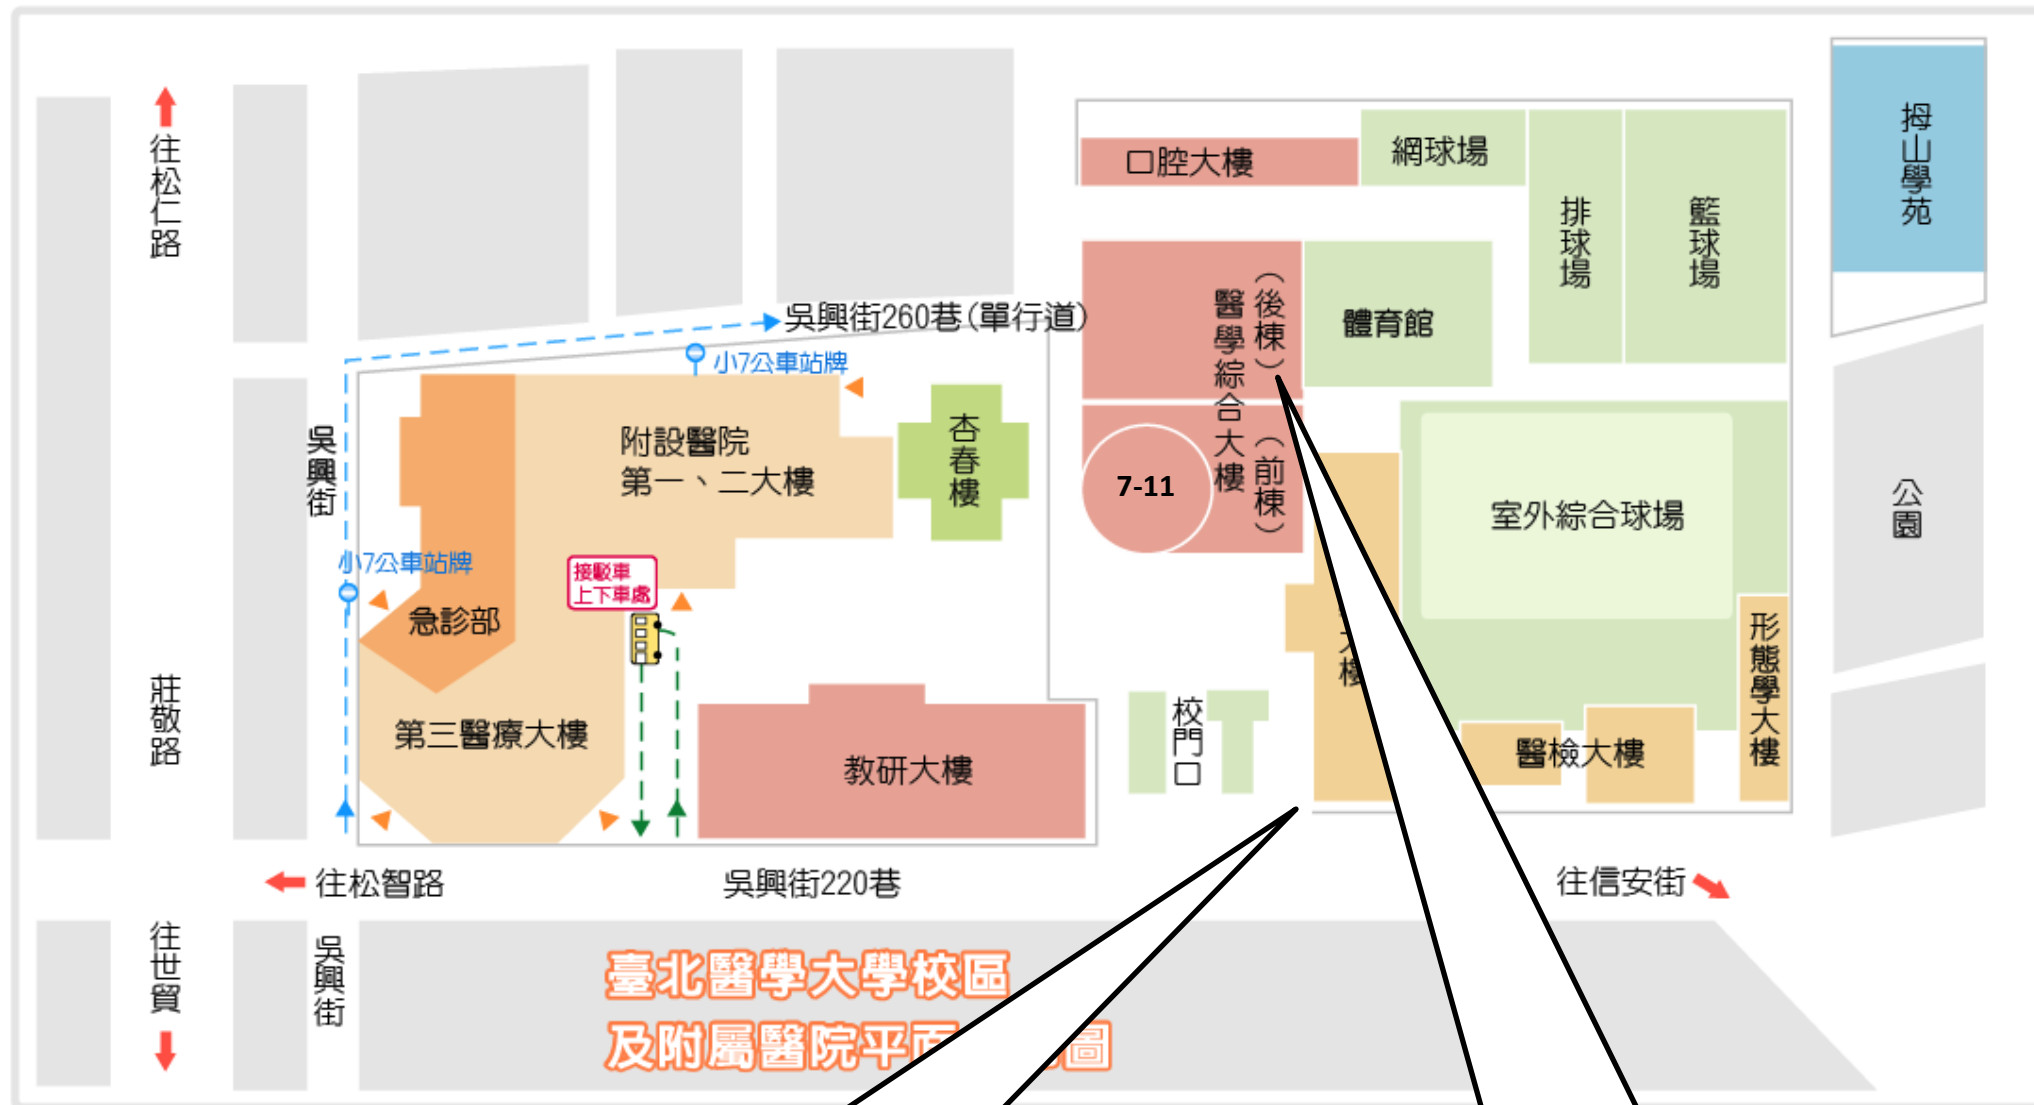 往松仁路
口腔大樓
網球場
排球場
籃球場
拇山學苑
吳興街260巷(單行道)
小7公車站牌
醫學綜合大樓
(後棟)
(前棟)
體育館
吳興街
附設醫院
第一、二大樓
杏春樓
7-11
室外綜合球場
公園
小7公車站牌
接駁車
上下車處
急診部
大樓
形態學大樓
莊敬路
第三醫療大樓
教研大樓
校門口
醫檢大樓
往松智路
吳興街220巷
往信安街
往世貿
吳興街
臺北醫學大學校區
及附屬醫院平面
圖